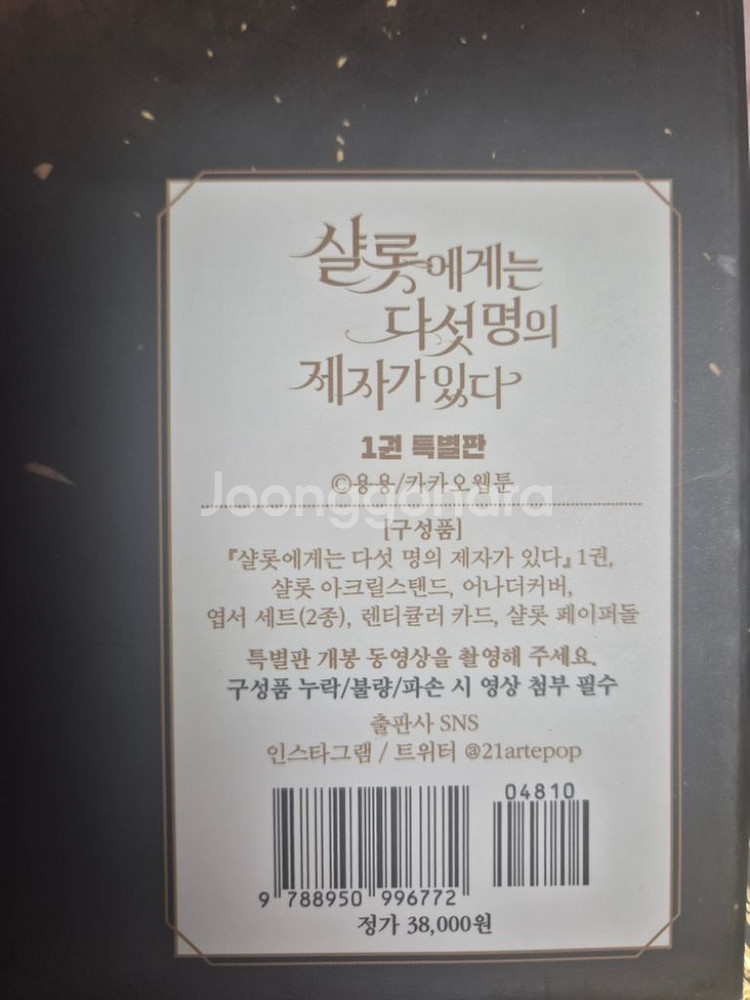 샬롯에게는
다섯 명의
제자가 있다
1권 특별판
©용용/카카오웹툰
Joonggonara
[구성품]
『샬롯에게는 다섯 명의 제자가 있다』 1권,
샬롯 아크릴스탠드, 어나더커버,
엽서 세트(2종), 렌티큘러 카드, 샬롯 페이퍼돌
특별판 개봉 동영상을 촬영해 주세요.
구성품 누락/불량/파손 시 영상 첨부 필수
출판사 SNS
인스타그램 / 트위터 @21artepop
04810
9 788950 996772
정가 38,000원